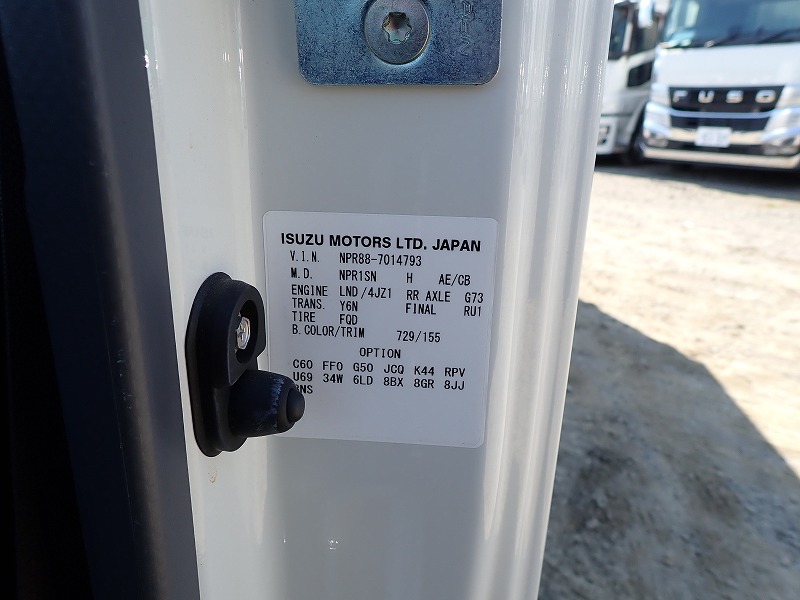 FUSO
ISUZU MOTORS LTD. JAPAN
V.I.N. NPR88-7014793
M.D. NPR1SN H AE/CB
ENGINE LND/4JZ1 RR AXLE G73
TRANS. Y6N FINAL RU1
TIRE FQD
B.COLOR/TRIM 729/155
OPTION
C60 FF0 G50 JCQ K44 RPV
U69 34W 6LD 8BX 8GR 8JJ